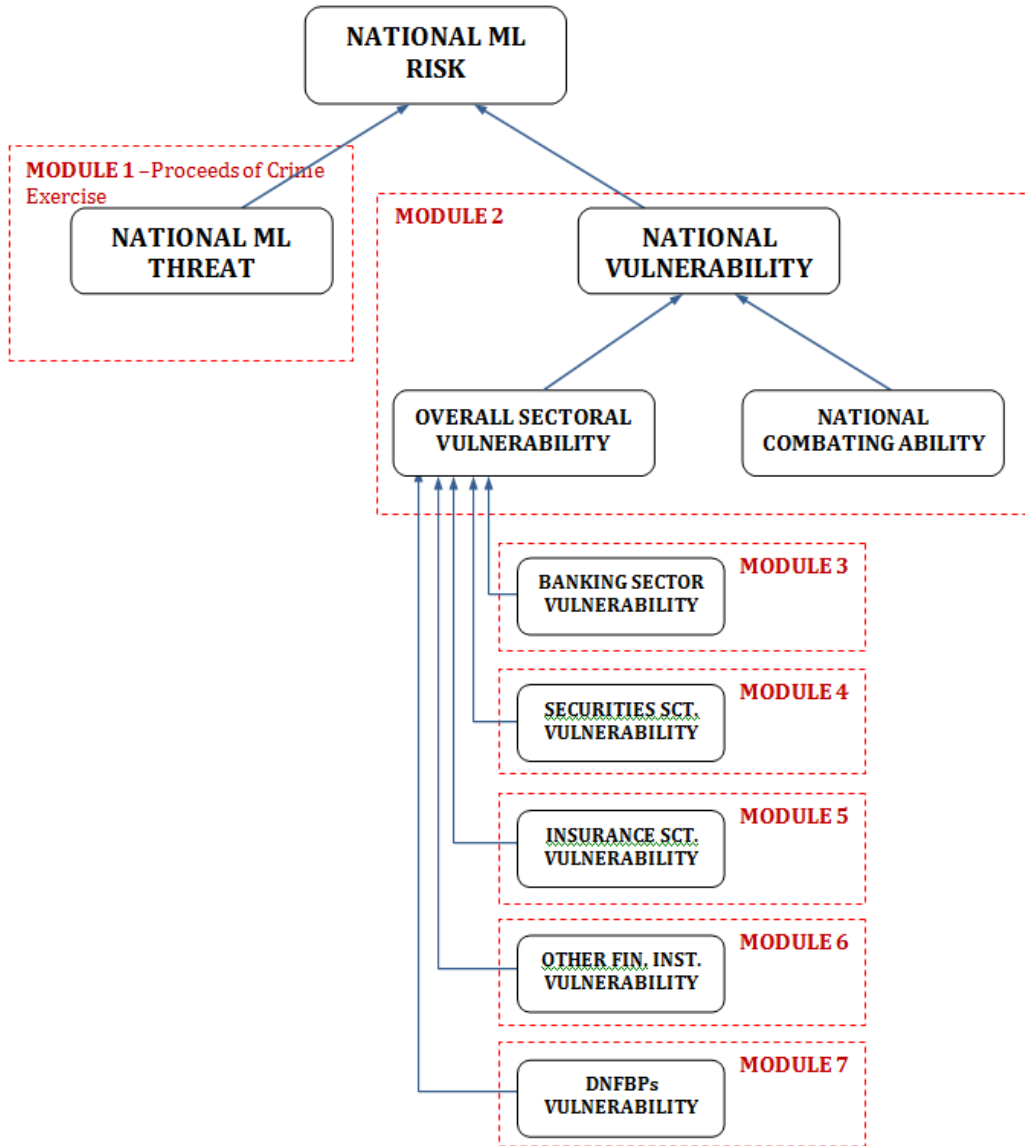 NATIONAL ML
RISK
MODULE 1 –Proceeds of Crime
Exercise
NATIONAL ML
THREAT
MODULE 2
NATIONAL
VULNERABILITY
OVERALL SECTORAL
VULNERABILITY
NATIONAL
COMBATING ABILITY
MODULE 3
BANKING SECTOR
VULNERABILITY
MODULE 4
SECURITIES SCT.
VULNERABILITY
MODULE 5
INSURANCE SCT.
VULNERABILITY
MODULE 6
OTHER FIN. INST.
VULNERABILITY
MODULE 7
DNFBPs
VULNERABILITY